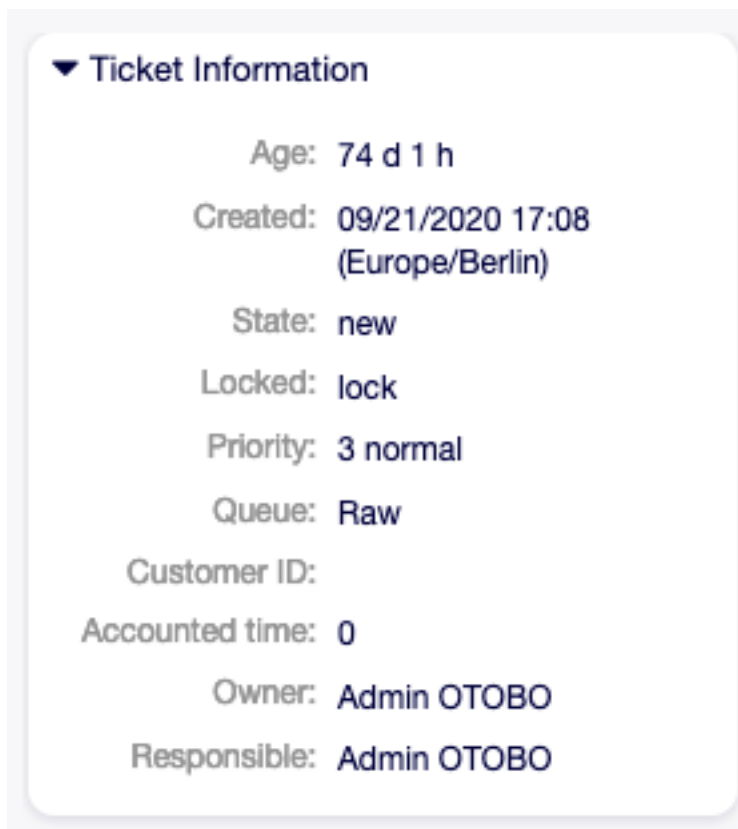 Ticket Information
Age: 74 d 1 h
Created: 09/21/2020 17:08
(Europe/Berlin)
State: new
Locked: lock
Priority: 3 normal
Queue: Raw
Customer ID:
Accounted time: 0
Owner: Admin OTOBO
Responsible: Admin OTOBO